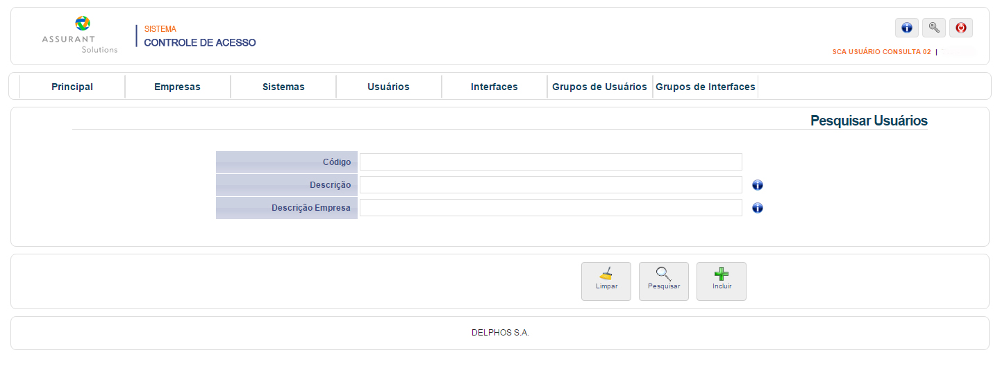 ASSURANT
Solutions
SISTEMA
CONTROLE DE ACESSO
SCA USUÁRIO CONSULTA 02 |
Principal Empresas Sistemas Usuários Interfaces Grupos de Usuários Grupos de Interfaces
Pesquisar Usuários
Código
Descrição
Descrição Empresa
Limpar Pesquisar Incluir
DELPHOS S.A.